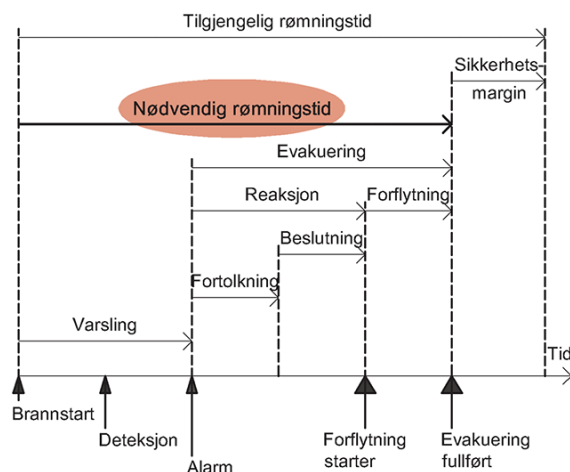 Tilgjengelig rømningstid
Sikkerhets-
margin
Nødvendig rømningstid
Evakuering
Reaksjon
Forflytning
Beslutning
Fortolkning
Varsling
Tid
Brannstart
Deteksjon
Alarm
Forflytning
starter
Evakuering
fullført